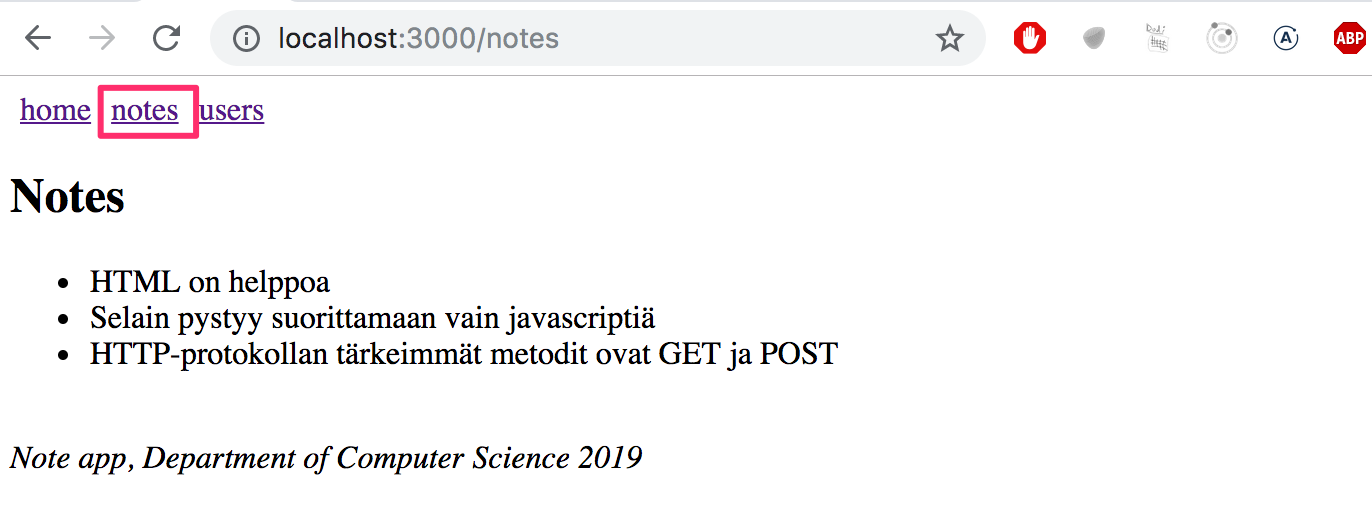 localhost:3000/notes
ABP
home notes users
Notes
HTML on helppoa
Selain pystyy suorittamaan vain javascriptiä
HTTP-protokollan tärkeimmät metodit ovat GET ja POST
Note app, Department of Computer Science 2019